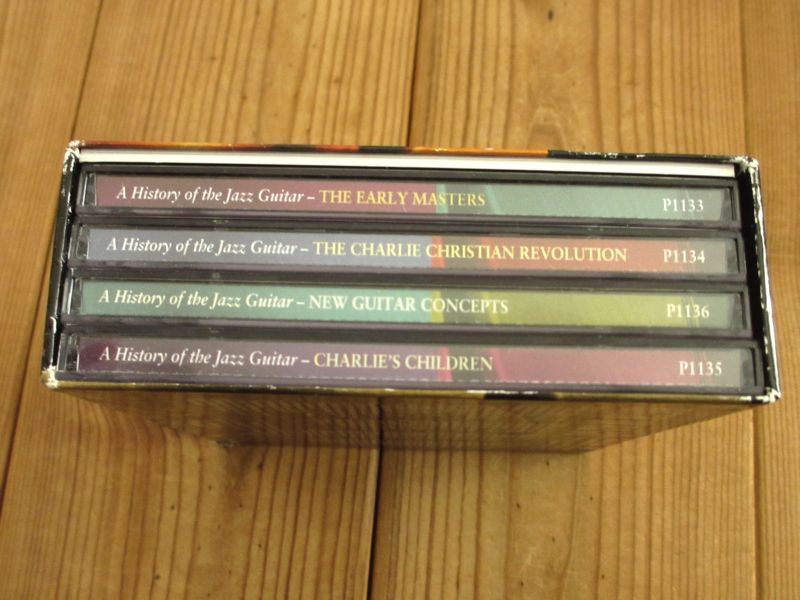 A History of the Jazz Guitar – THE EARLY MASTERS P1133
A History of the Jazz Guitar – THE CHARLIE CHRISTIAN REVOLUTION P1134
A History of the Jazz Guitar – NEW GUITAR CONCEPTS P1136
A History of the Jazz Guitar – CHARLIE'S CHILDREN P1135